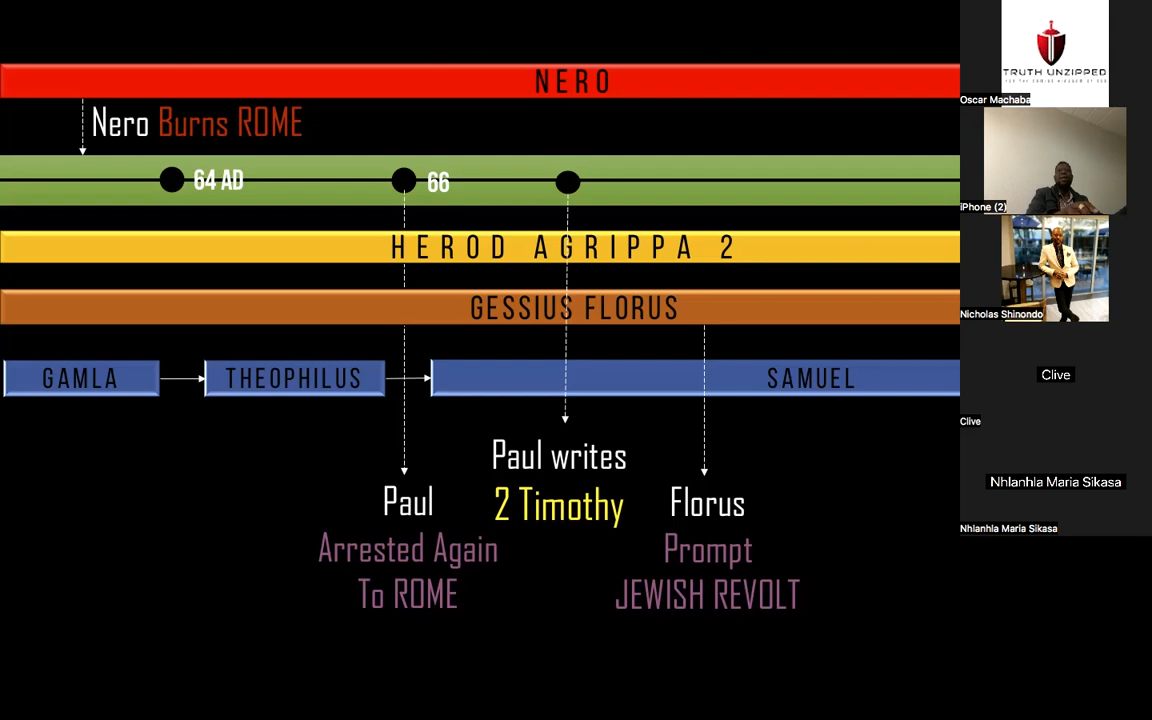 NERO
Nero Burns ROME
64 AD
66
HEROD AGRIPPA 2
GESSIUS FLORUS
GAMLA
THEOPHILUS
SAMUEL
Paul writes
2 Timothy
Paul
Arrested Again
To ROME
Florus
Prompt
JEWISH REVOLT
TRUTH UNZIPPED
Oscar Machaba
iPhone (2)
Nicholas Shinondo
Clive
Clive
Nhlanhla Maria Sikasa
Nhlanhla Maria Sikasa